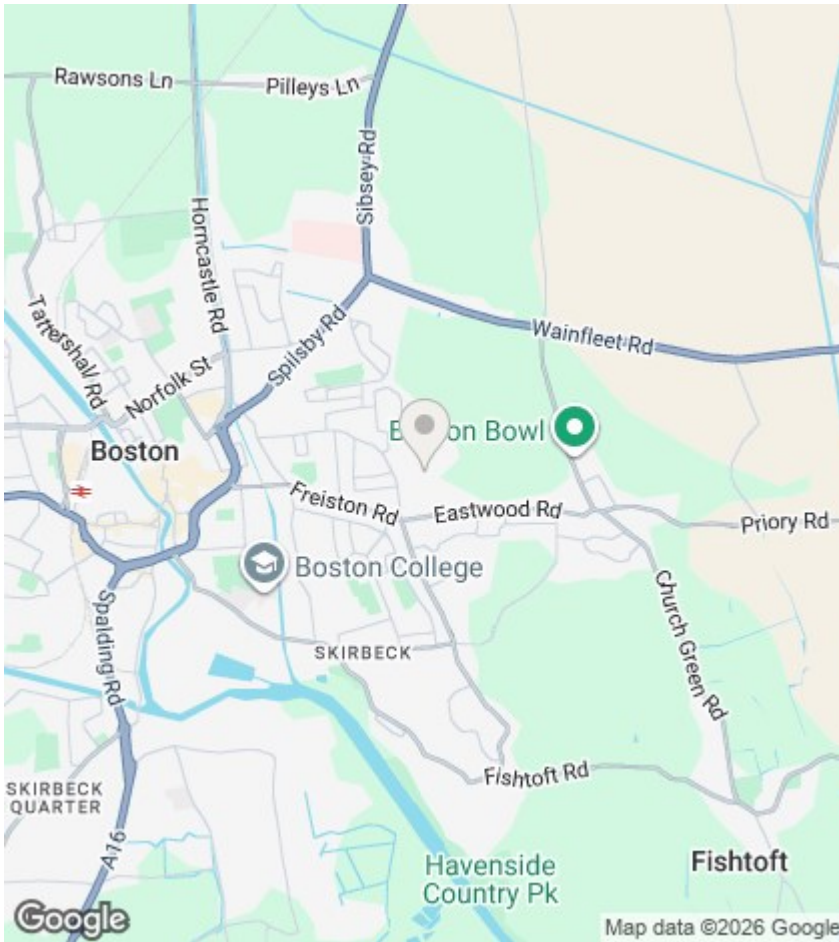 Rawsons Ln
Pilleys Ln
Sibsey Rd
Horncastle Rd
Tattershall Rd
Norfolk St
Spilsby Rd
Wainfleet Rd
Boston
Bowl
Freiston Rd
Eastwood Rd
Priory Rd
Boston College
Church Green Rd
Spalding Rd
SKIRBECK
SKIRBECK
QUARTER
Fishtoft Rd
A16
Havenside
Country Pk
Fishtoft
Google
Map data ©2026 Google